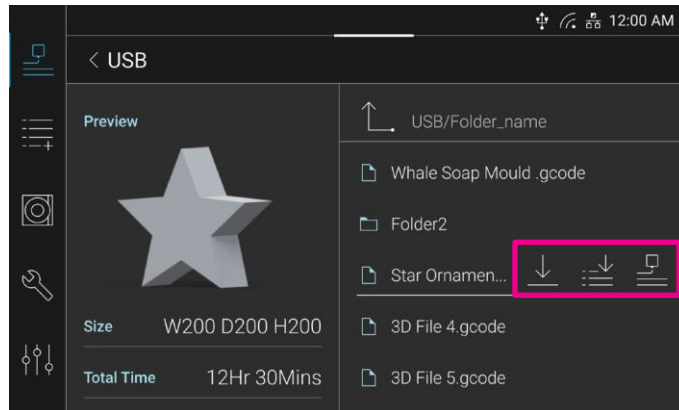 12:00 AM
< USB
Preview
USB/Folder_name
Whale Soap Mould .gcode
Folder2
Star Ornamen...
Size W200 D200 H200
3D File 4.gcode
Total Time 12Hr 30Mins
3D File 5.gcode